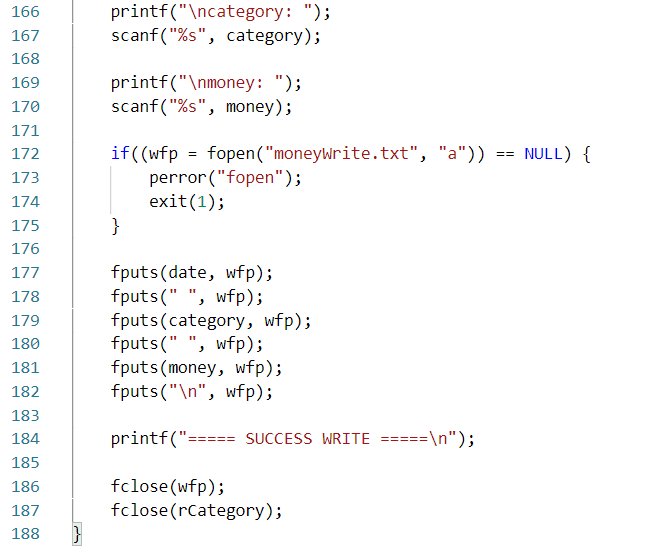 166 printf("\ncategory: ");
167 scanf("%s", category);
168
169 printf("\nmoney: ");
170 scanf("%s", money);
171
172 if((wfp = fopen("moneyWrite.txt", "a")) == NULL) {
173 perror("fopen");
174 exit(1);
175 }
176
177 fputs(date, wfp);
178 fputs(" ", wfp);
179 fputs(category, wfp);
180 fputs(" ", wfp);
181 fputs(money, wfp);
182 fputs("\n", wfp);
183
184 printf("===== SUCCESS WRITE =====\n");
185
186 fclose(wfp);
187 fclose(rCategory);
188 }